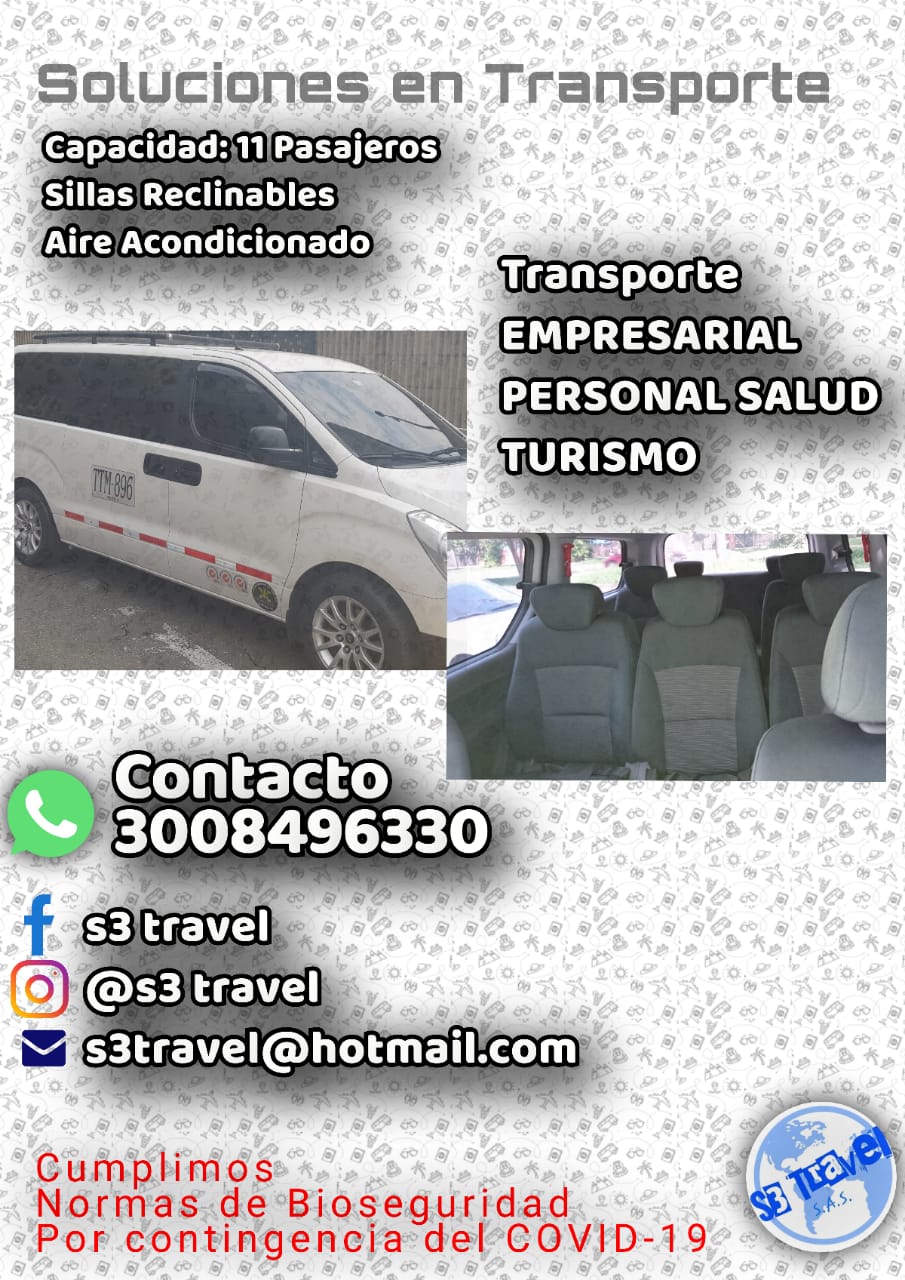 Soluciones en Transporte
Capacidad: 11 Pasajeros
Sillas Reclinables
Aire Acondicionado
Transporte
EMPRESARIAL
PERSONAL SALUD
TURISMO
TTM-896
Contacto
3008496330
s3 travel
@s3 travel
s3travel@hotmail.com
Cumplimos
Normas de Bioseguridad
Por contingencia del COVID-19
S3 Travel
S.A.S.